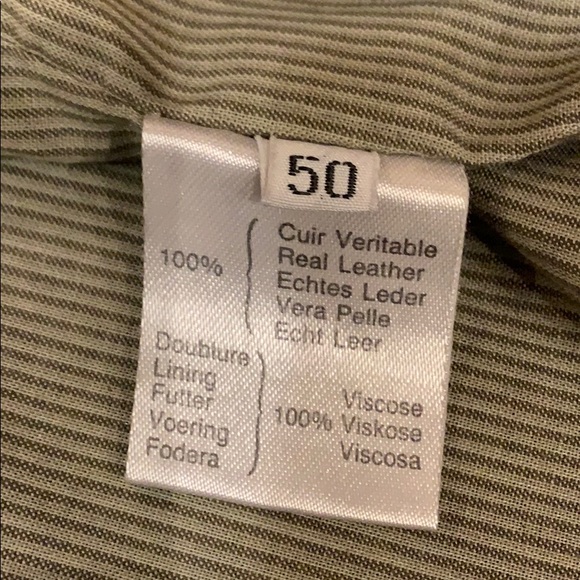 50
100%
Cuir Veritable
Real Leather
Echtes Leder
Vera Pelle
Echt Leer
Doublure
Lining
Futter
Voering
Fodera
Viscose
100% Viskose
Viscosa